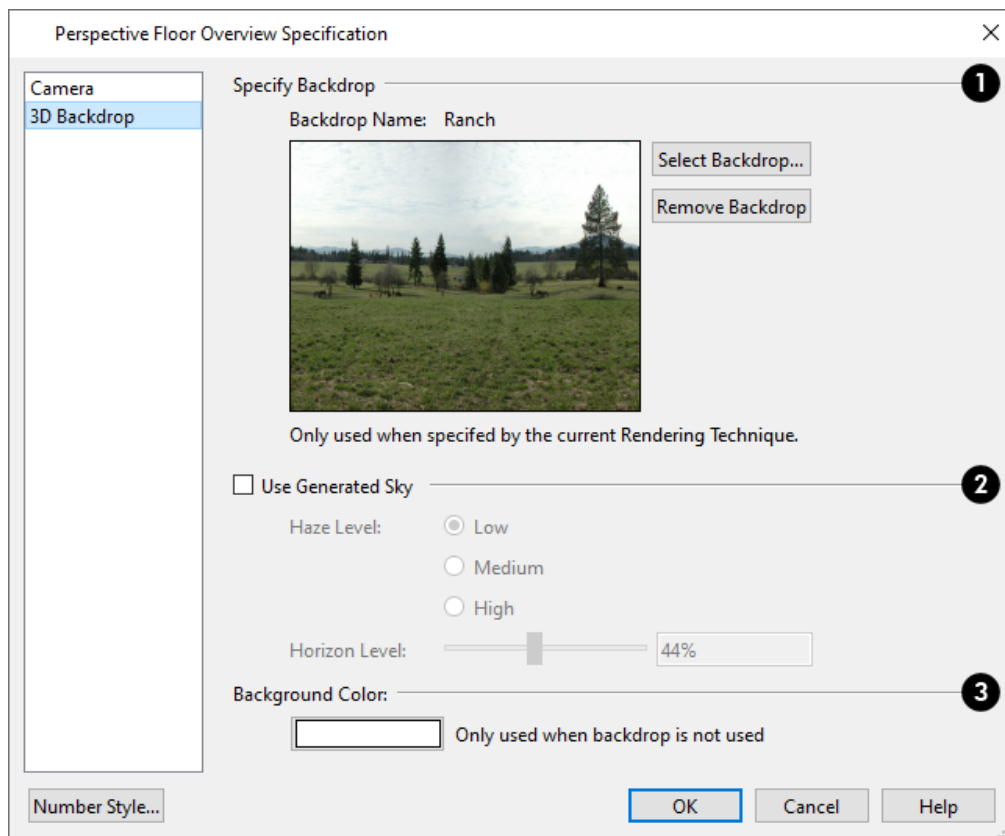 Perspective Floor Overview Specification
Camera
3D Backdrop
Specify Backdrop
1
Backdrop Name: Ranch
Select Backdrop...
Remove Backdrop
Only used when specifed by the current Rendering Technique.
Use Generated Sky
2
Haze Level:
Low
Medium
High
Horizon Level:
44%
Background Color:
3
Only used when backdrop is not used
Number Style...
OK
Cancel
Help